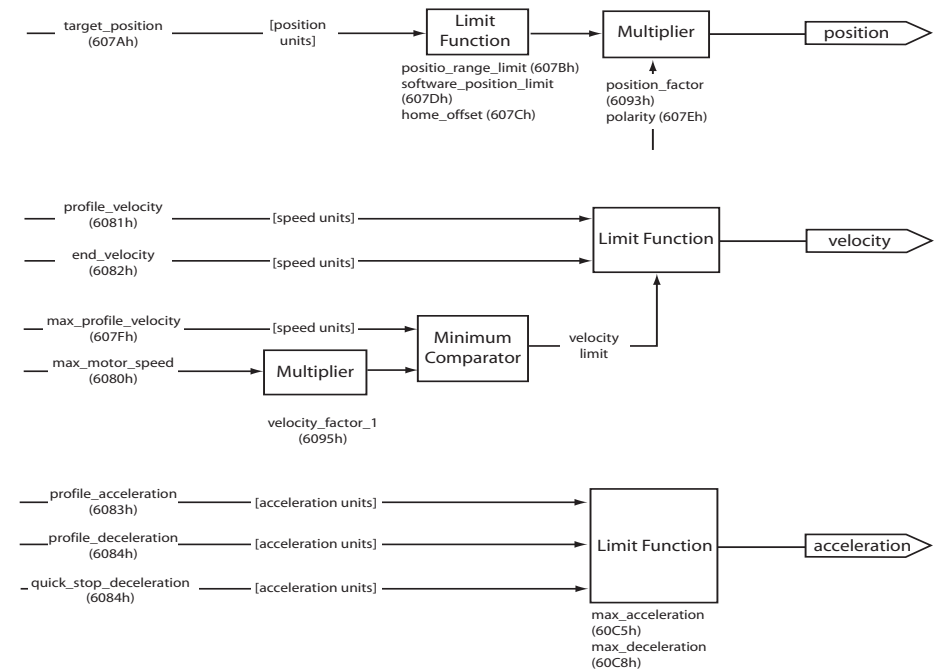 target_position
(607Ah)
[position
units]
Limit
Function
positio_range_limit (607Bh)
software_position_limit
(607Dh)
home_offset (607Ch)
Multiplier
position_factor
(6093h)
polarity (607Eh)
position
profile_velocity
(6081h)
[speed units]
end_velocity
(6082h)
[speed units]
Limit Function
velocity
max_profile_velocity
(607Fh)
[speed units]
max_motor_speed
(6080h)
Multiplier
velocity_factor_1
(6095h)
Minimum
Comparator
velocity
limit
profile_acceleration
(6083h)
[acceleration units]
profile_deceleration
(6084h)
[acceleration units]
quick_stop_deceleration
(6084h)
[acceleration units]
Limit Function
max_acceleration
(60C5h)
max_deceleration
(60C8h)
acceleration